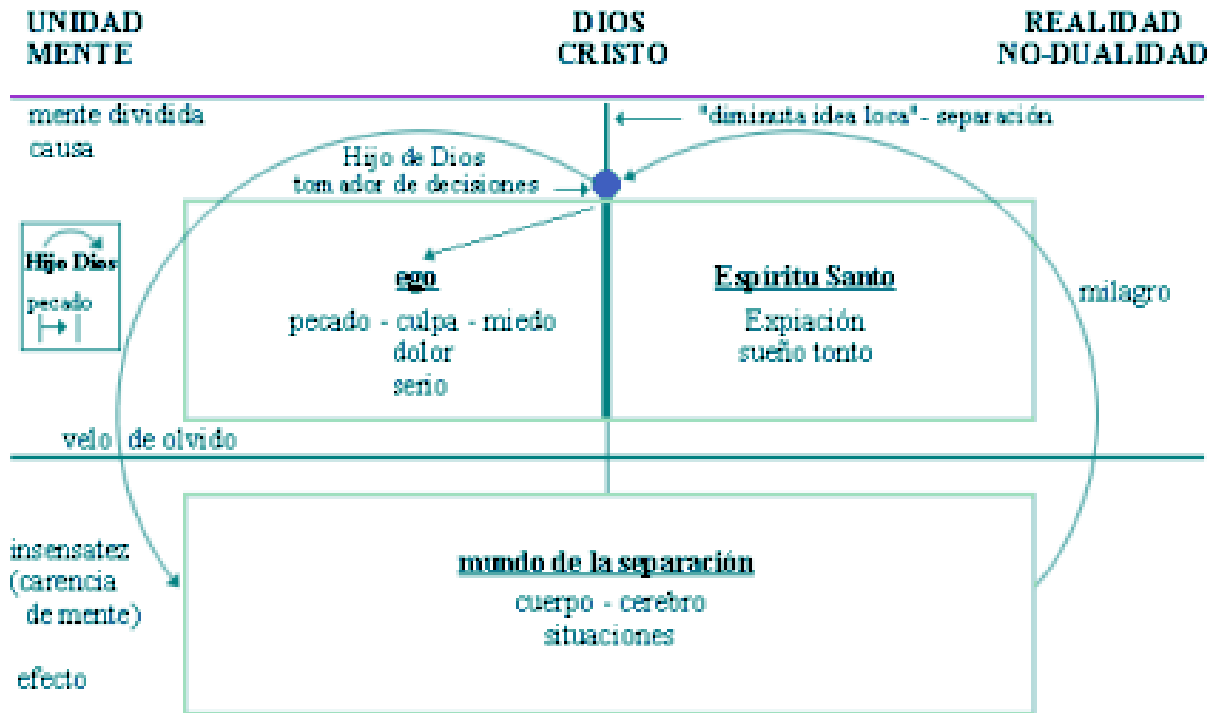 UNIDAD
MENTE
DIOS
CRISTO
REALIDAD
NO-DUALIDAD
mente dividida
causa
"diminuta idea loca" - separación
Hijo de Dios
tomador de decisiones
Hijo Dios
pecado
ego
pecado - culpa - miedo
dolor
serio
Espíritu Santo
Expiación
sueño tonto
milagro
velo de olvido
insensatez
(carencia
de mente)
efecto
mundo de la separación
cuerpo - cerebro
situaciones